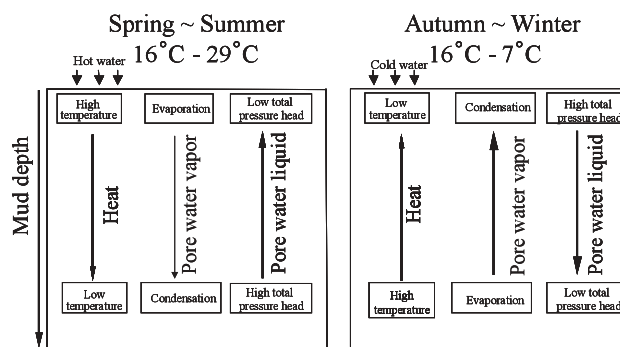 Spring ~ Summer
16°C - 29°C
Hot water
High
temperature
Evaporation
Low total
pressure head
Mud depth
Heat
Pore water vapor
Pore water liquid
Low
temperature
Condensation
High total
pressure head
Autumn ~ Winter
16°C - 7°C
Cold water
Low
temperature
Condensation
High total
pressure head
Heat
Pore water vapor
Pore water liquid
High
temperature
Evaporation
Low total
pressure head